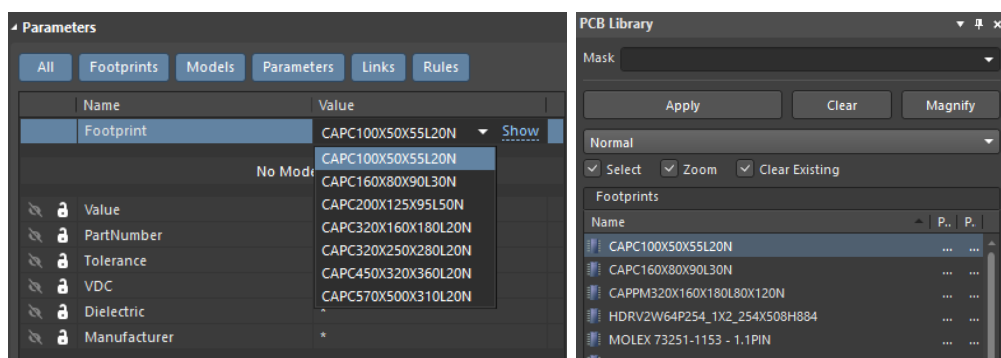 Parameters
All Footprints Models Parameters Links Rules
Name Value
Footprint CAPC100X50X55L20N Show
CAPC100X50X55L20N
No Mode
CAPC160X80X90L30N
CAPC200X125X95L50N
Value
CAPC320X160X180L20N
PartNumber
CAPC320X250X280L20N
Tolerance
CAPC450X320X360L20N
VDC
CAPC570X500X310L20N
Dielectric *
Manufacturer *
PCB Library
Mask
Apply Clear Magnify
Normal
Select Zoom Clear Existing
Footprints
Name P.. P.
CAPC100X50X55L20N ... ...
CAPC160X80X90L30N ... ...
CAPPM320X160X180L80X120N ... ...
HDRV2W64P254_1X2_254X508H884 ... ...
MOLEX 73251-1153 - 1.1PIN ... ...